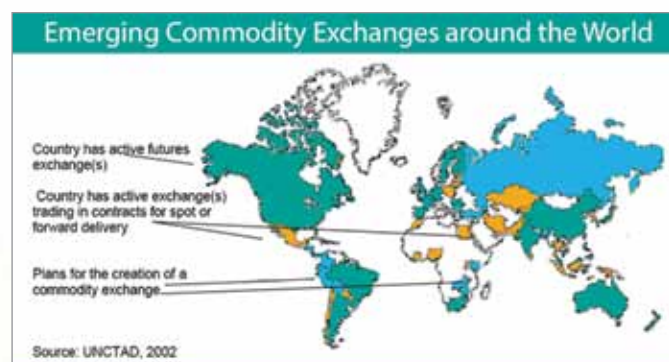 Emerging Commodity Exchanges around the World
Country has active futures
exchange(s)
Country has active exchange(s)
trading in contracts for spot or
forward delivery
Plans for the creation of a
commodity exchange
Source: UNCTAD, 2002